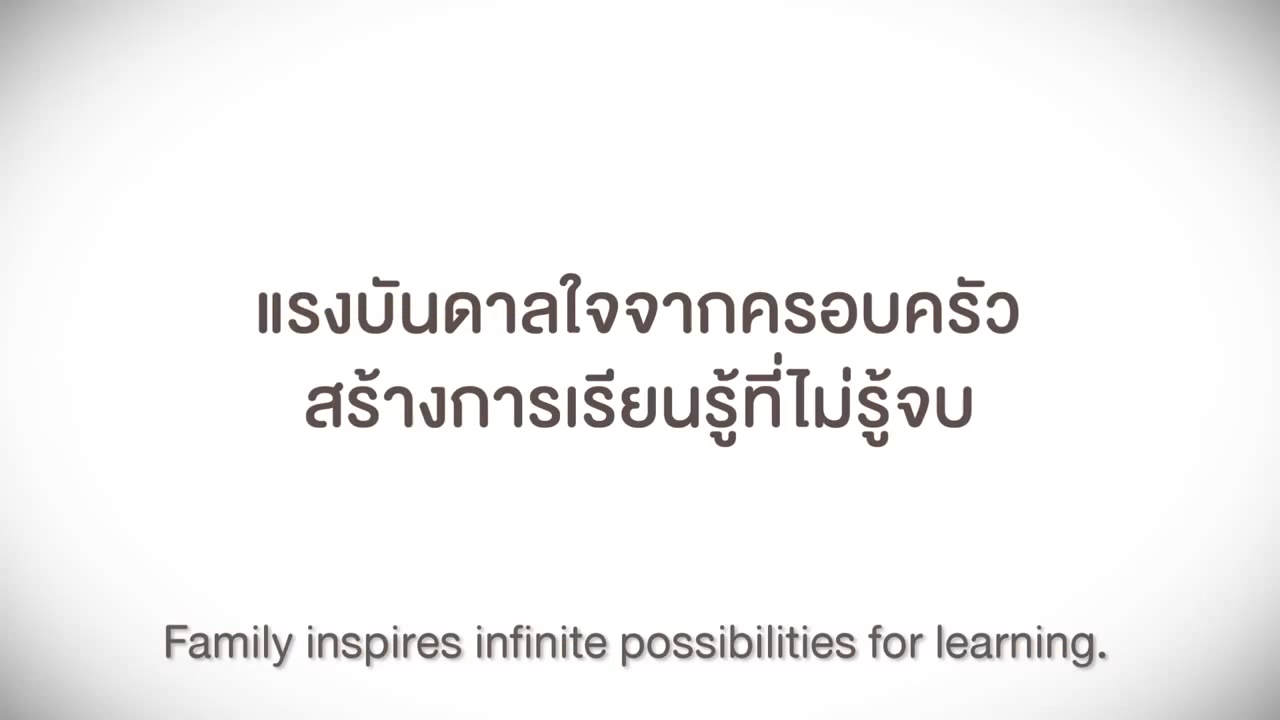 แรงบันดาลใจจากครอบครัว
สร้างการเรียนรู้ที่ไม่รู้จบ
Family inspires infinite possibilities for learning.